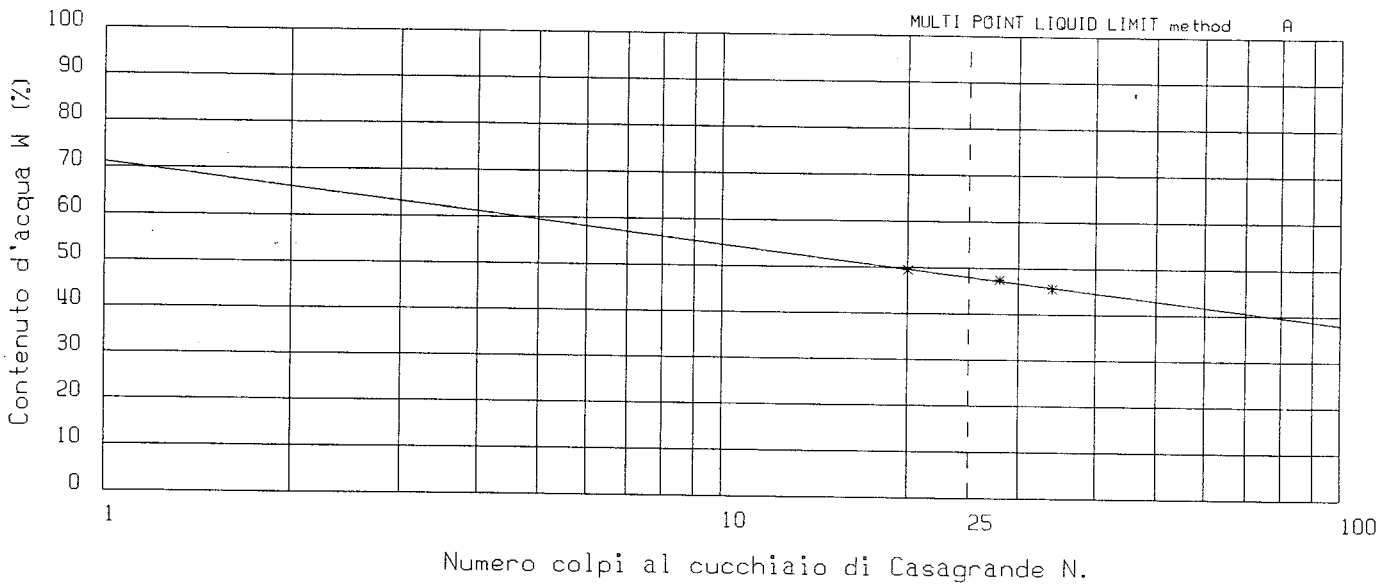 MULTI POINT LIQUID LIMIT method A
100
90
80
70
60
50
40
30
20
10
0
Contenuto d'acqua W (%)
1 10 25 100
Numero colpi al cucchiaio di Casagrande N.